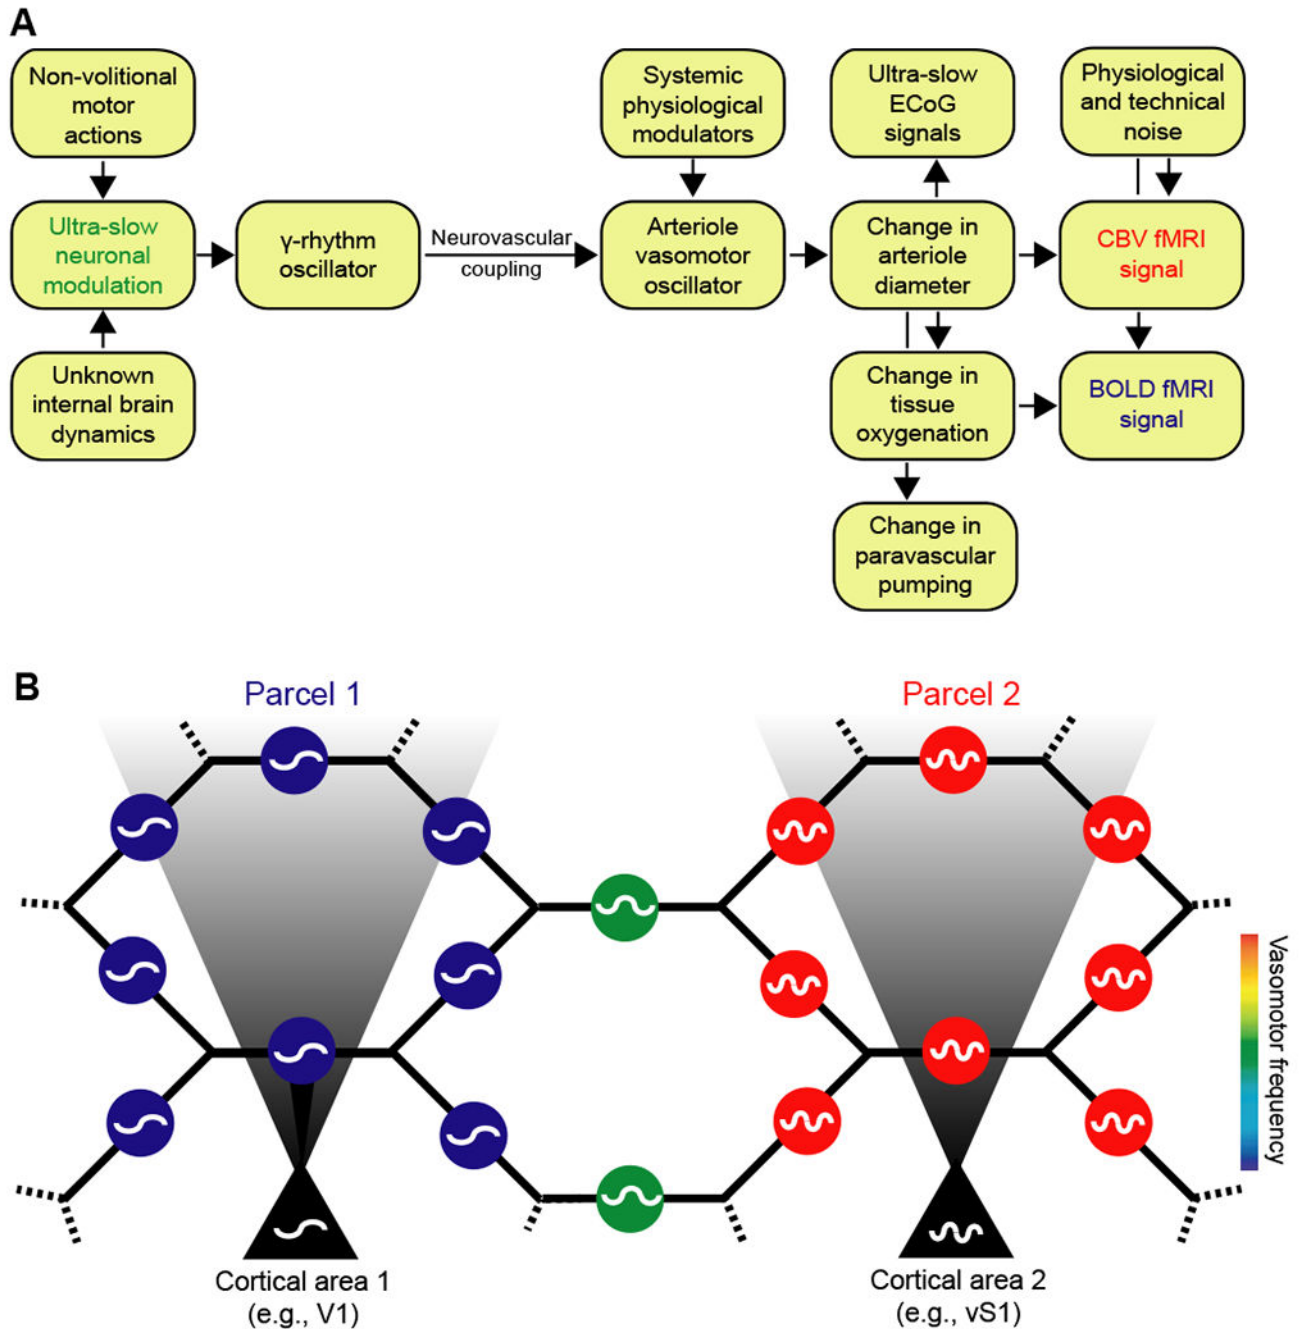 A
Non-volitional
motor
actions
Systemic
physiological
modulators
Ultra-slow
ECoG
signals
Physiological
and technical
noise
Ultra-slow
neuronal
modulation
γ-rhythm
oscillator
Neurovascular
coupling
Arteriole
vasomotor
oscillator
Change in
arteriole
diameter
CBV fMRI
signal
Unknown
internal brain
dynamics
Change in
tissue
oxygenation
BOLD fMRI
signal
Change in
paravascular
pumping
B
Parcel 1
Parcel 2
Vasomotor frequency
Cortical area 1
(e.g., V1)
Cortical area 2
(e.g., vS1)